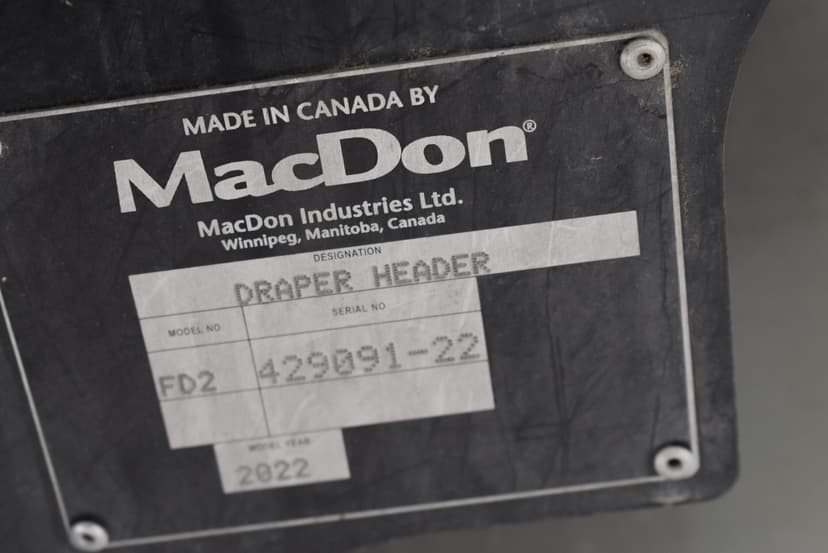 MADE IN CANADA BY
MacDon®
MacDon Industries Ltd.
Winnipeg, Manitoba, Canada
DESIGNATION
DRAPER HEADER
MODEL NO
SERIAL NO
FD2
429091-22
MODEL YEAR
2022